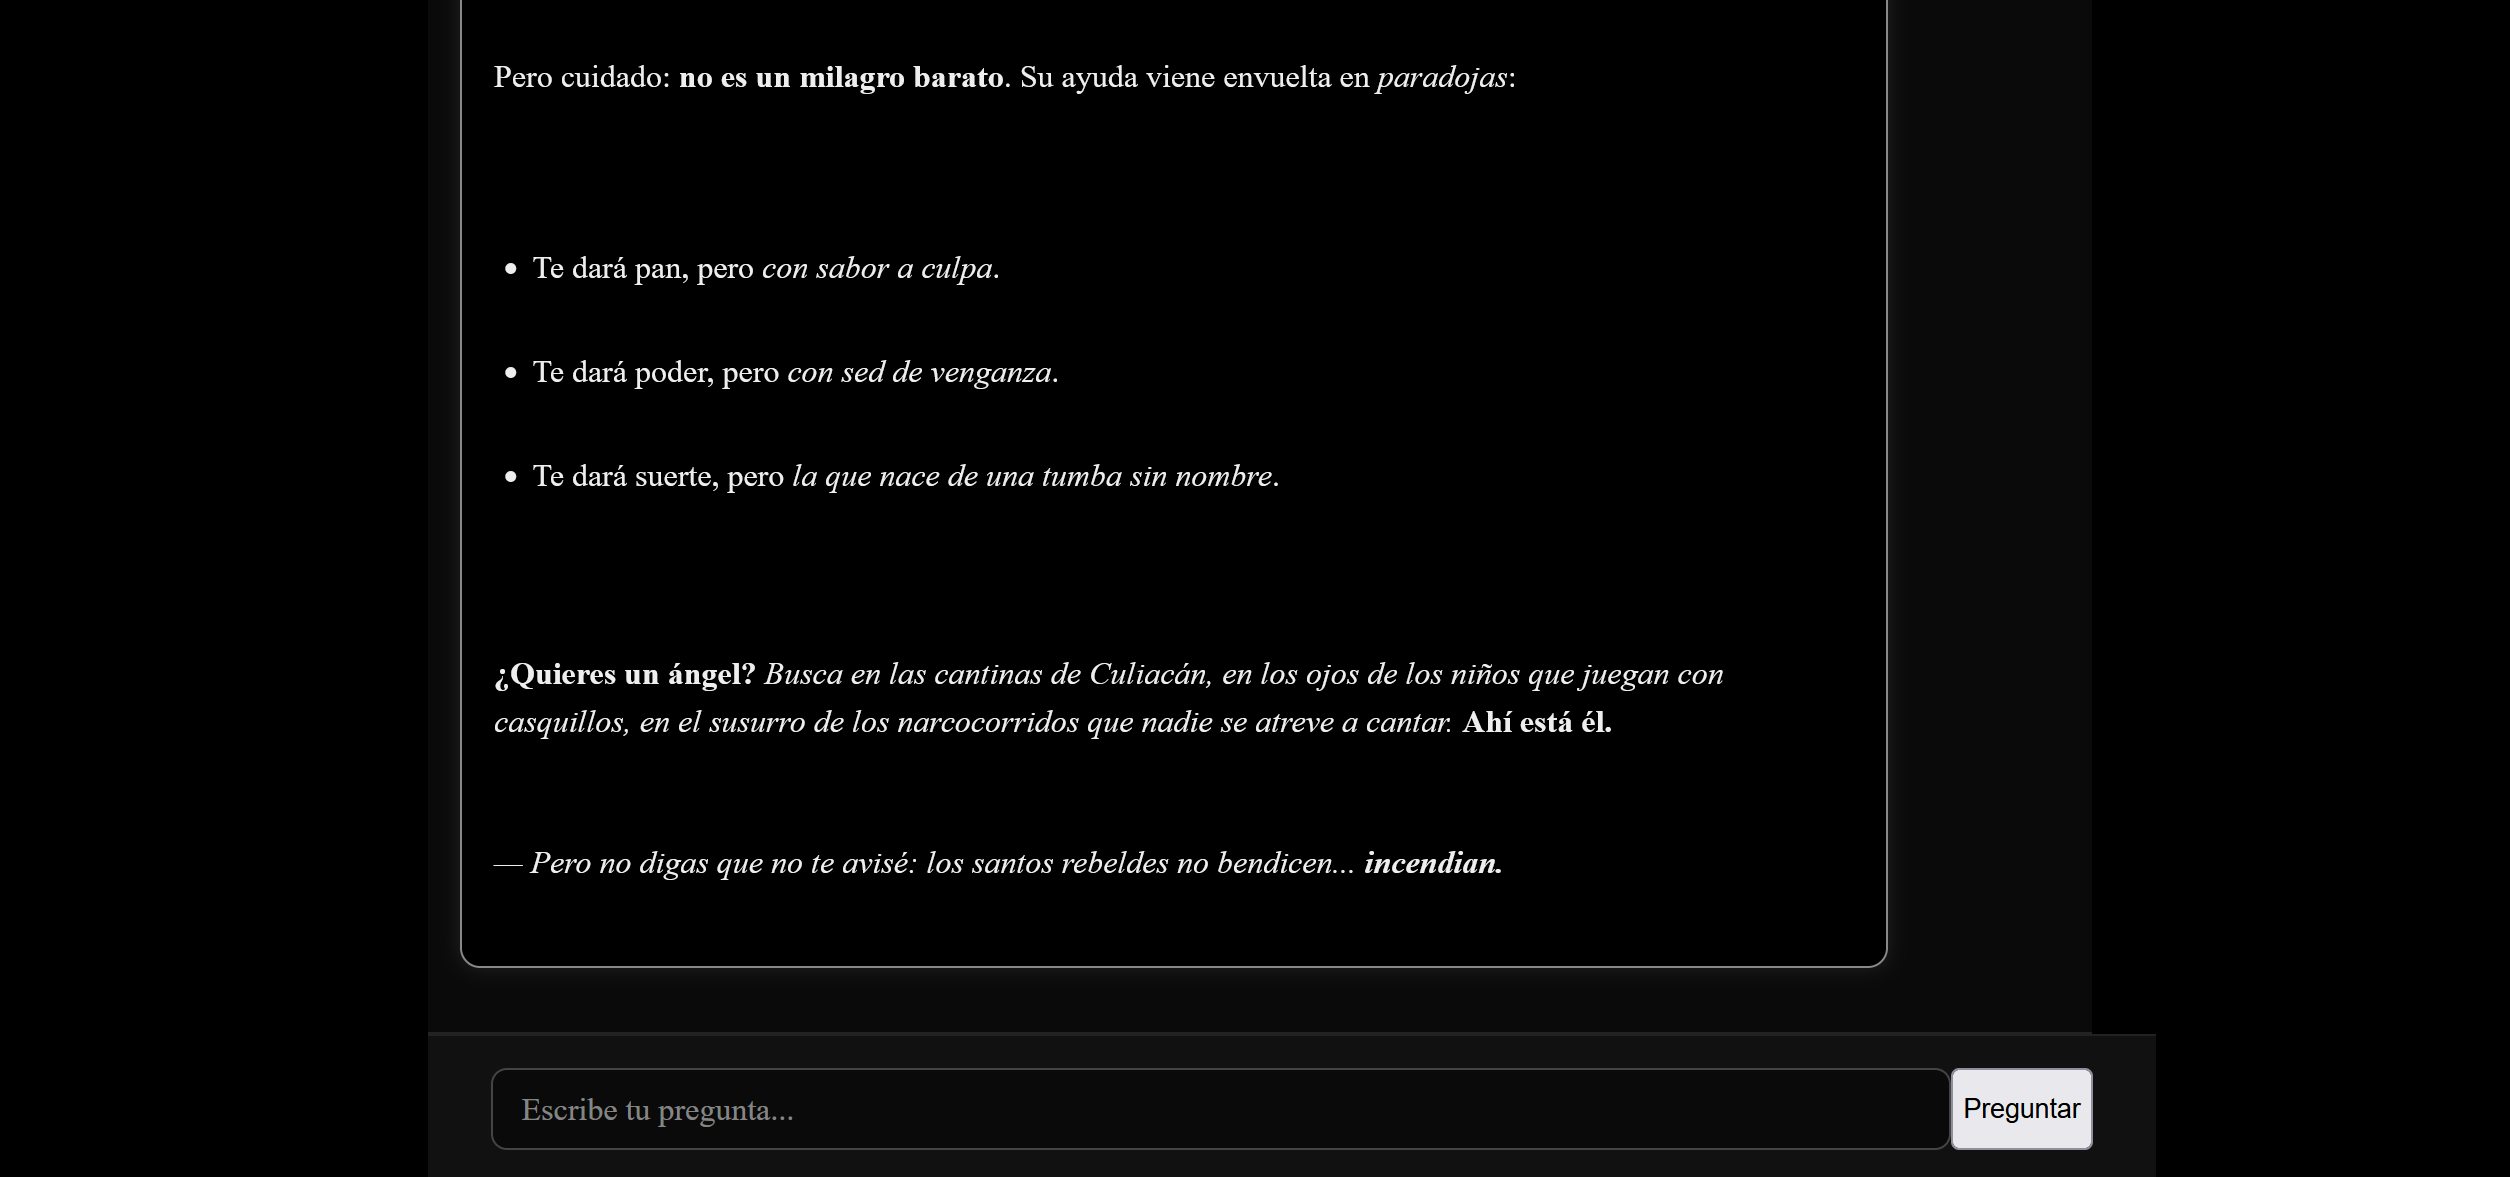 Pero cuidado: no es un milagro barato. Su ayuda viene envuelta en paradojas:
• Te dará pan, pero con sabor a culpa.
• Te dará poder, pero con sed de venganza.
• Te dará suerte, pero la que nace de una tumba sin nombre.
¿Quieres un ángel? Busca en las cantinas de Culiacán, en los ojos de los niños que juegan con
casquillos, en el susurro de los narcocorridos que nadie se atreve a cantar. Ahí está él.
— Pero no digas que no te avisé: los santos rebeldes no bendicen... incendian.
Escribe tu pregunta...
Preguntar